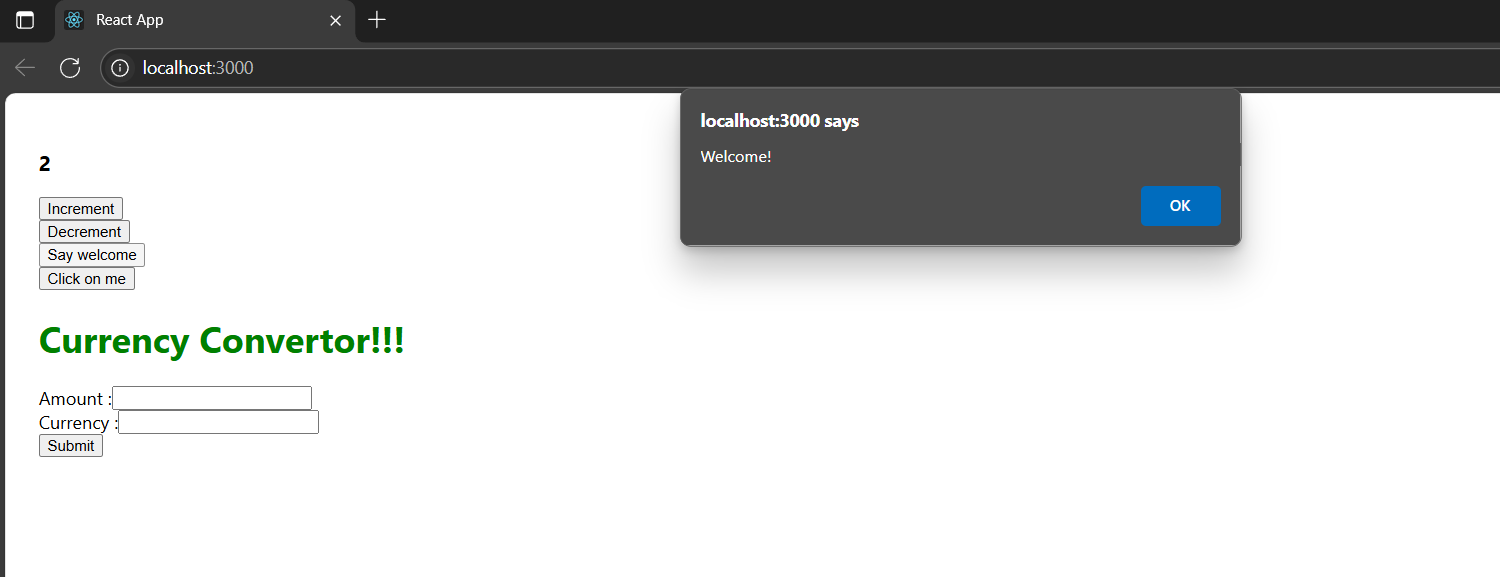 React App
localhost:3000
localhost:3000 says
Welcome!
OK
2
Increment
Decrement
Say welcome
Click on me
Currency Convertor!!!
Amount :
Currency :
Submit